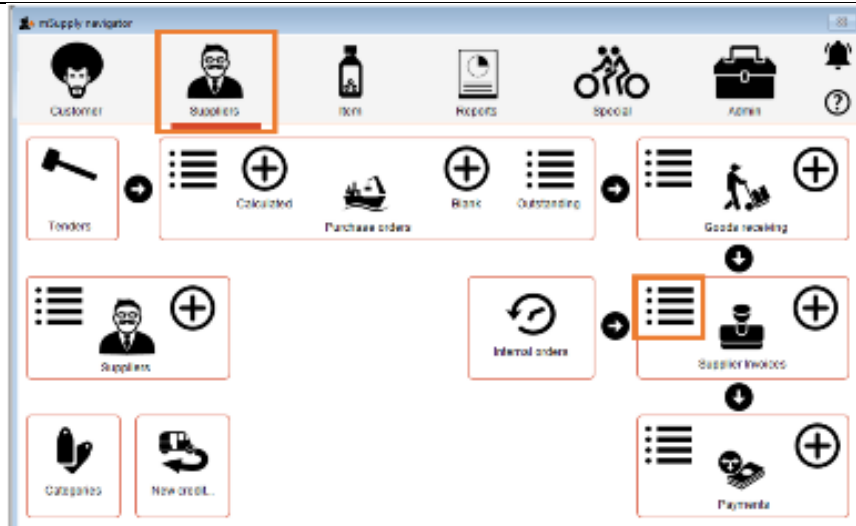 mSupply navigator
Customer
Suppliers
Item
Reports
Special
Admin
Tenders
Calculated
Blank
Outstanding
Purchase orders
Goods receiving
Suppliers
Internal orders
Supplier Invoices
Categories
New credit...
Payments